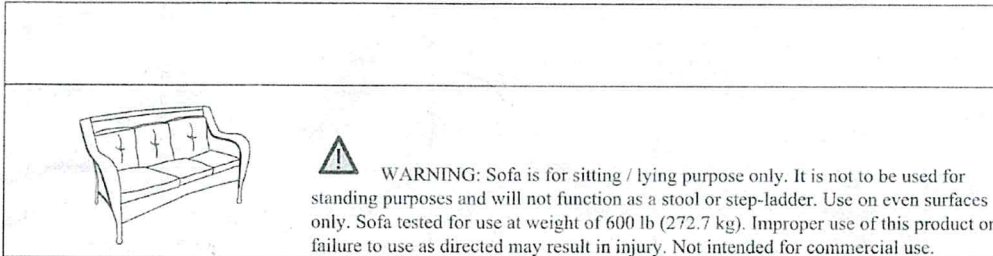 WARNING: Sofa is for sitting / lying purpose only. It is not to be used for
standing purposes and will not function as a stool or step-ladder. Use on even surfaces
only. Sofa tested for use at weight of 600 lb (272.7 kg). Improper use of this product or
failure to use as directed may result in injury. Not intended for commercial use.